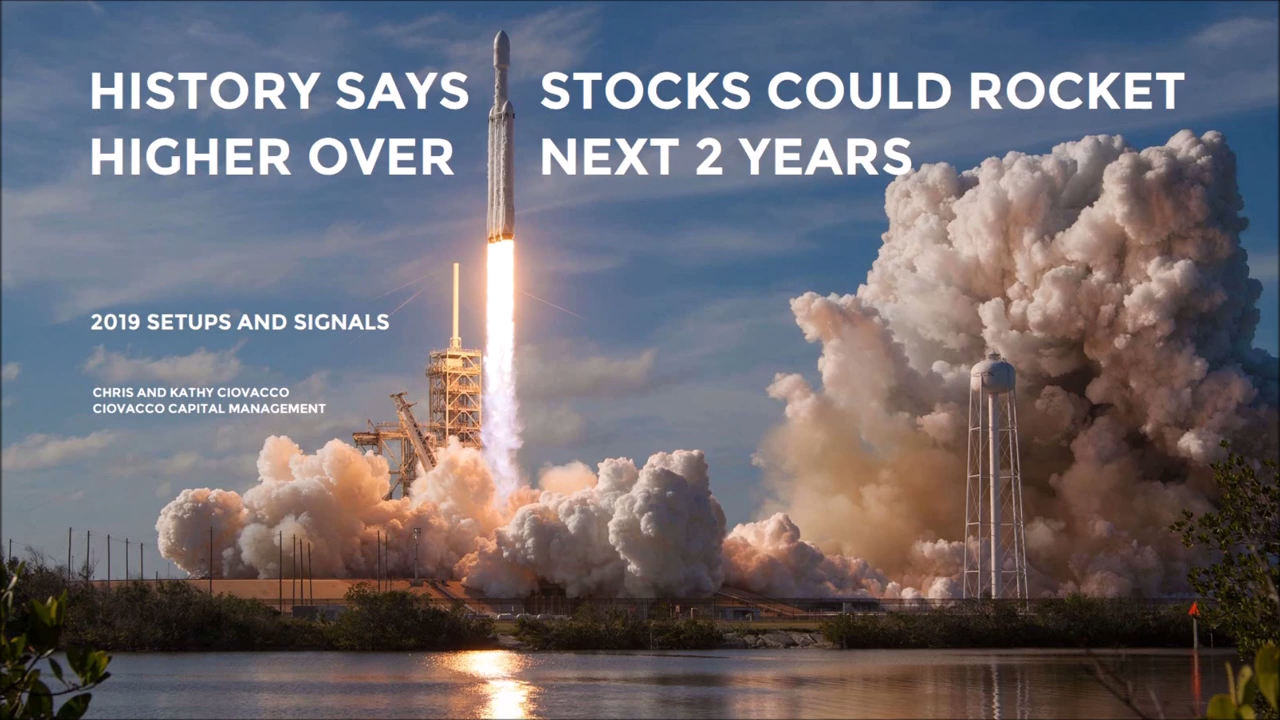 HISTORY SAYS STOCKS COULD ROCKET
HIGHER OVER NEXT 2 YEARS
2019 SETUPS AND SIGNALS
CHRIS AND KATHY CIOVACCO
CIOVACCO CAPITAL MANAGEMENT